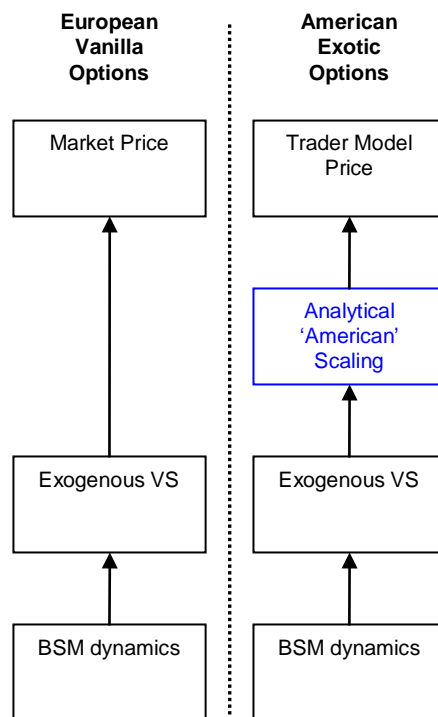 European
Vanilla
Options
American
Exotic
Options
Market Price
Trader Model
Price
Analytical
‘American’
Scaling
Exogenous VS
Exogenous VS
BSM dynamics
BSM dynamics